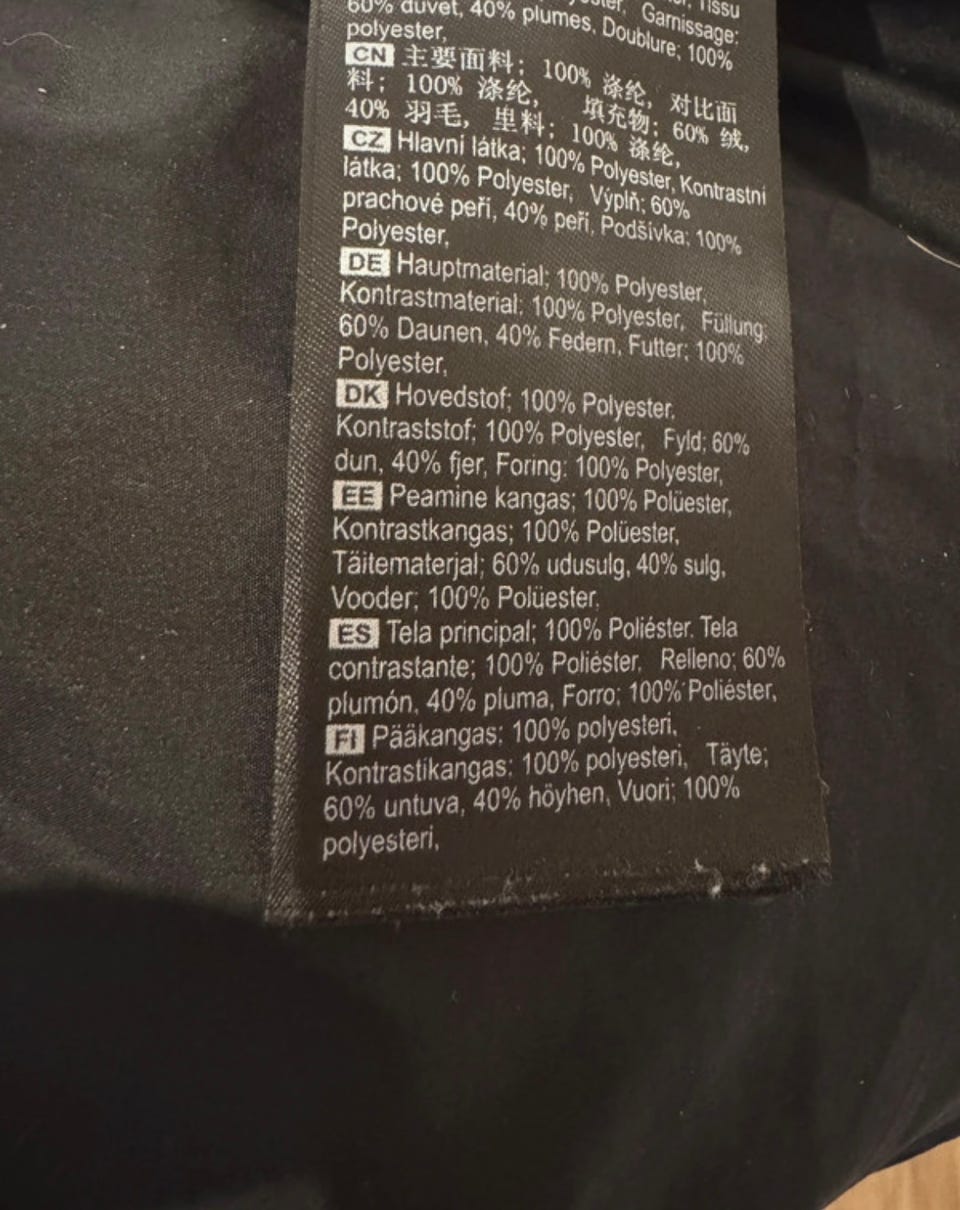 Tissu
60% duvet, 40% plumes, Doublure; 100%
Garnissage:
polyester,
CN 主要面料; 100% 涤纶, 对比面
料; 100% 涤纶, 填充物; 60% 绒,
40% 羽毛, 里料; 100% 涤纶,
CZ Hlavní látka; 100% Polyester, Kontrastní
látka; 100% Polyester, Výplň; 60%
prachové peří, 40% peří, Podšívka; 100%
Polyester,
DE Hauptmaterial; 100% Polyester,
Kontrastmaterial; 100% Polyester, Füllung;
60% Daunen, 40% Federn, Futter; 100%
Polyester,
DK Hovedstof; 100% Polyester.
Kontraststof; 100% Polyester, Fyld; 60%
dun, 40% fjer, Foring: 100% Polyester,
EE Peamine kangas; 100% Polüester,
Kontrastkangas; 100% Polüester,
Täitematerjal; 60% udusulg, 40% sulg,
Vooder; 100% Polüester,
ES Tela principal; 100% Poliéster. Tela
contrastante; 100% Poliéster, Relleno; 60%
plumón, 40% pluma, Forro; 100% Poliéster,
FI Pääkangas: 100% polyesteri,
Kontrastikangas: 100% polyesteri, Täyte;
60% untuva, 40% höyhen, Vuori; 100%
polyesteri,